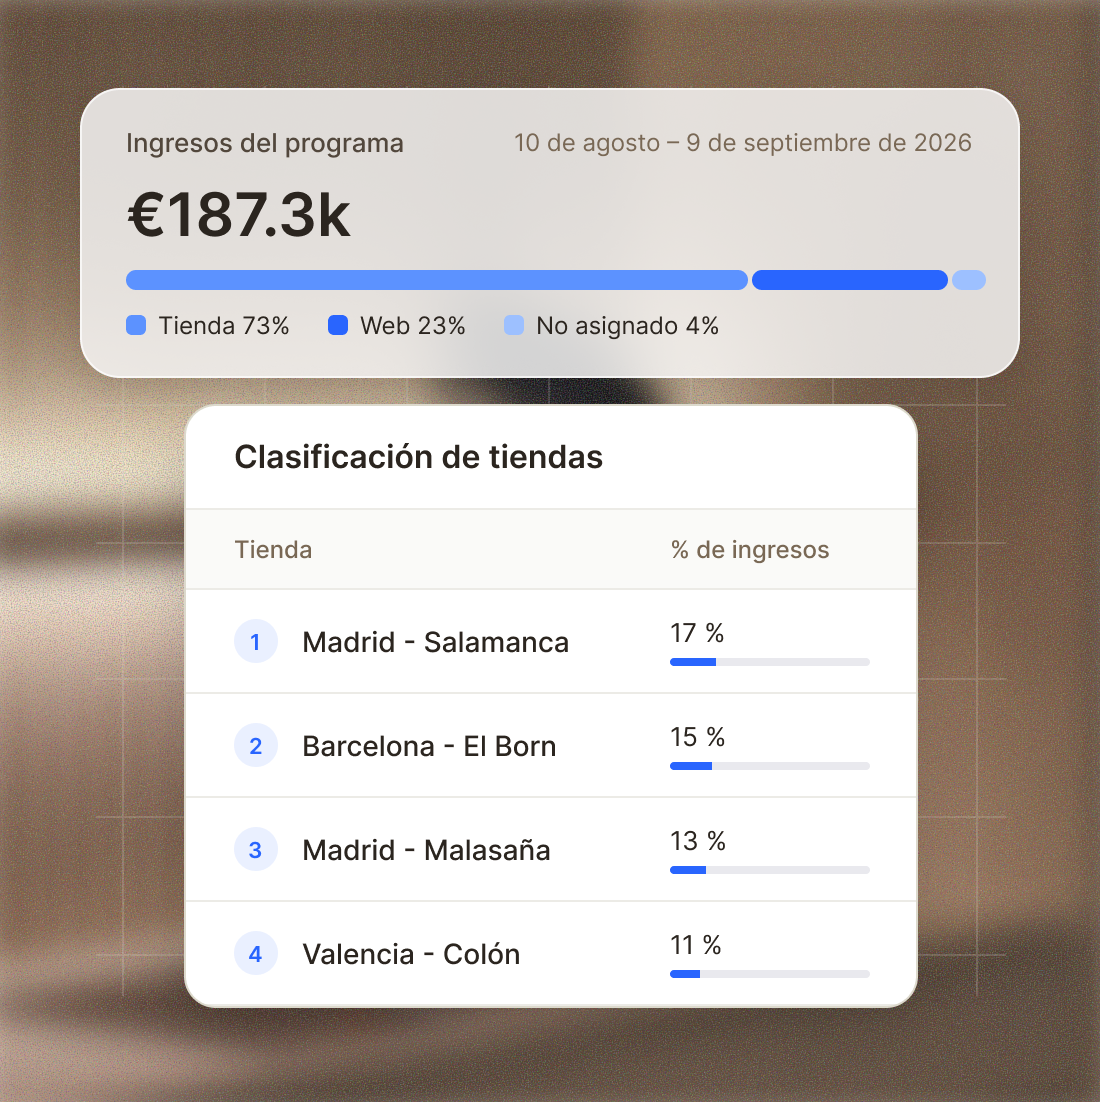 Ingresos del programa
10 de agosto – 9 de septiembre de 2026
€187.3k
Tienda 73%
Web 23%
No asignado 4%
Clasificación de tiendas
Tienda
% de ingresos
1
Madrid - Salamanca
17 %
2
Barcelona - El Born
15 %
3
Madrid - Malasaña
13 %
4
Valencia - Colón
11 %